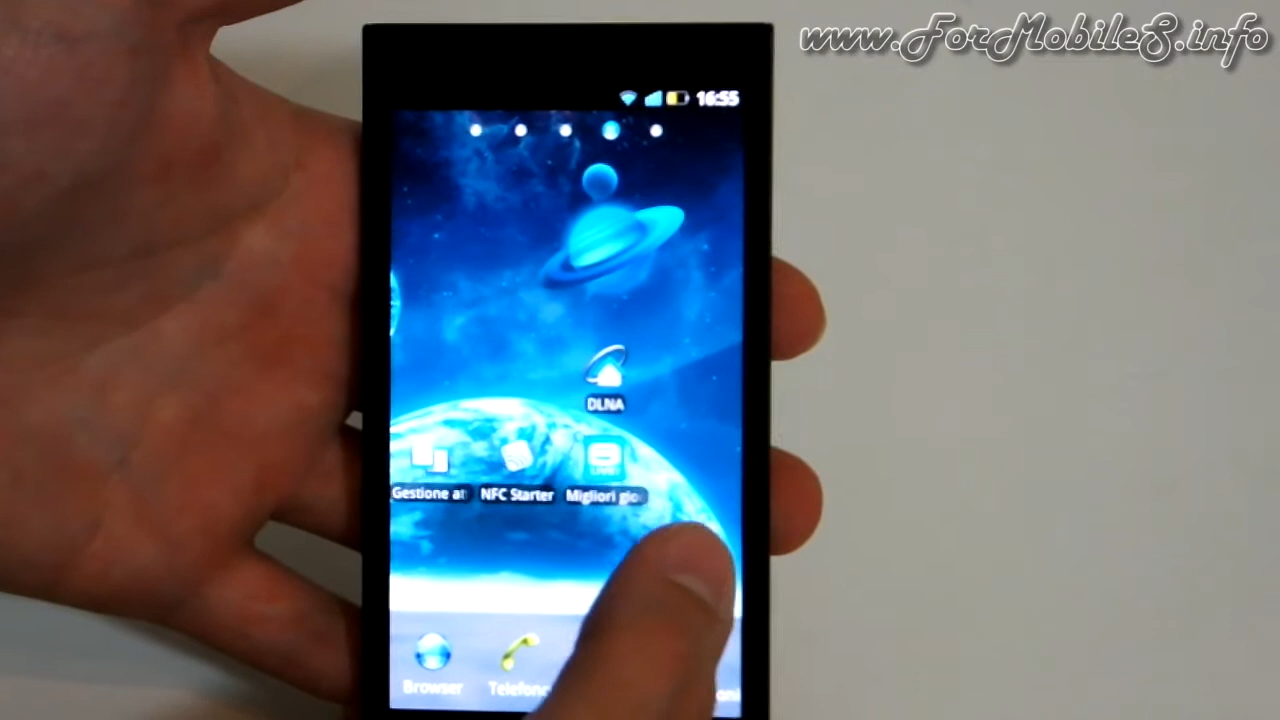 www.ForMobileS.info
16:55
DLNA
Gestione at
NFC Starter
Migliori gio
Browser
Telefono